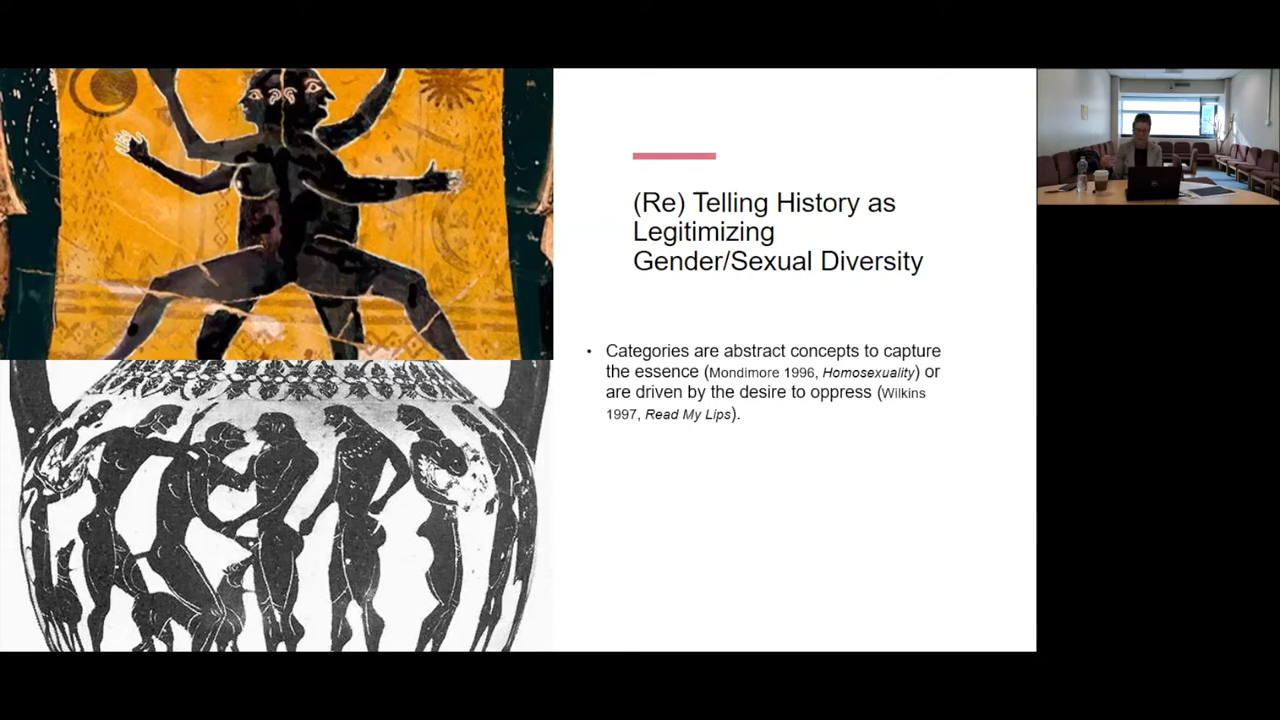 (Re) Telling History as
Legitimizing
Gender/Sexual Diversity
• Categories are abstract concepts to capture
the essence (Mondimore 1996, Homosexuality) or
are driven by the desire to oppress (Wilkins
1997, Read My Lips).